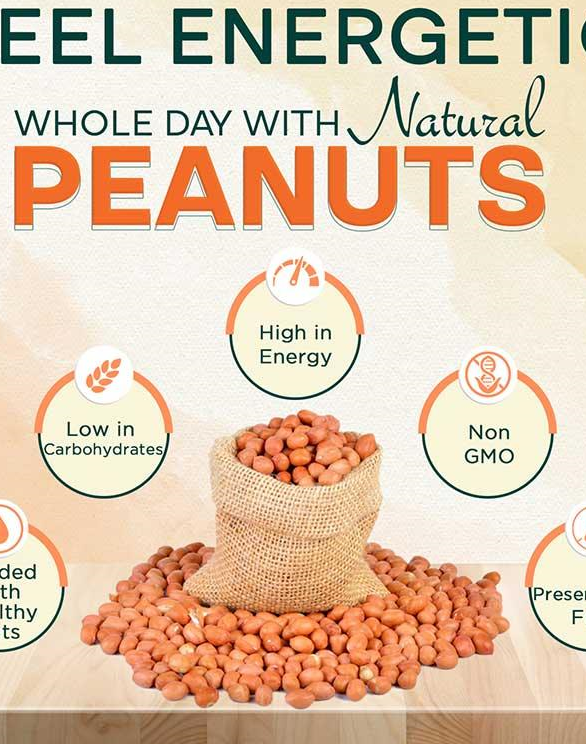 EEL ENERGETIC
WHOLE DAY WITH Natural
PEANUTS
High in
Energy
Low in
Carbohydrates
Non
GMO
ded
th
lthy
ts
Preser
F